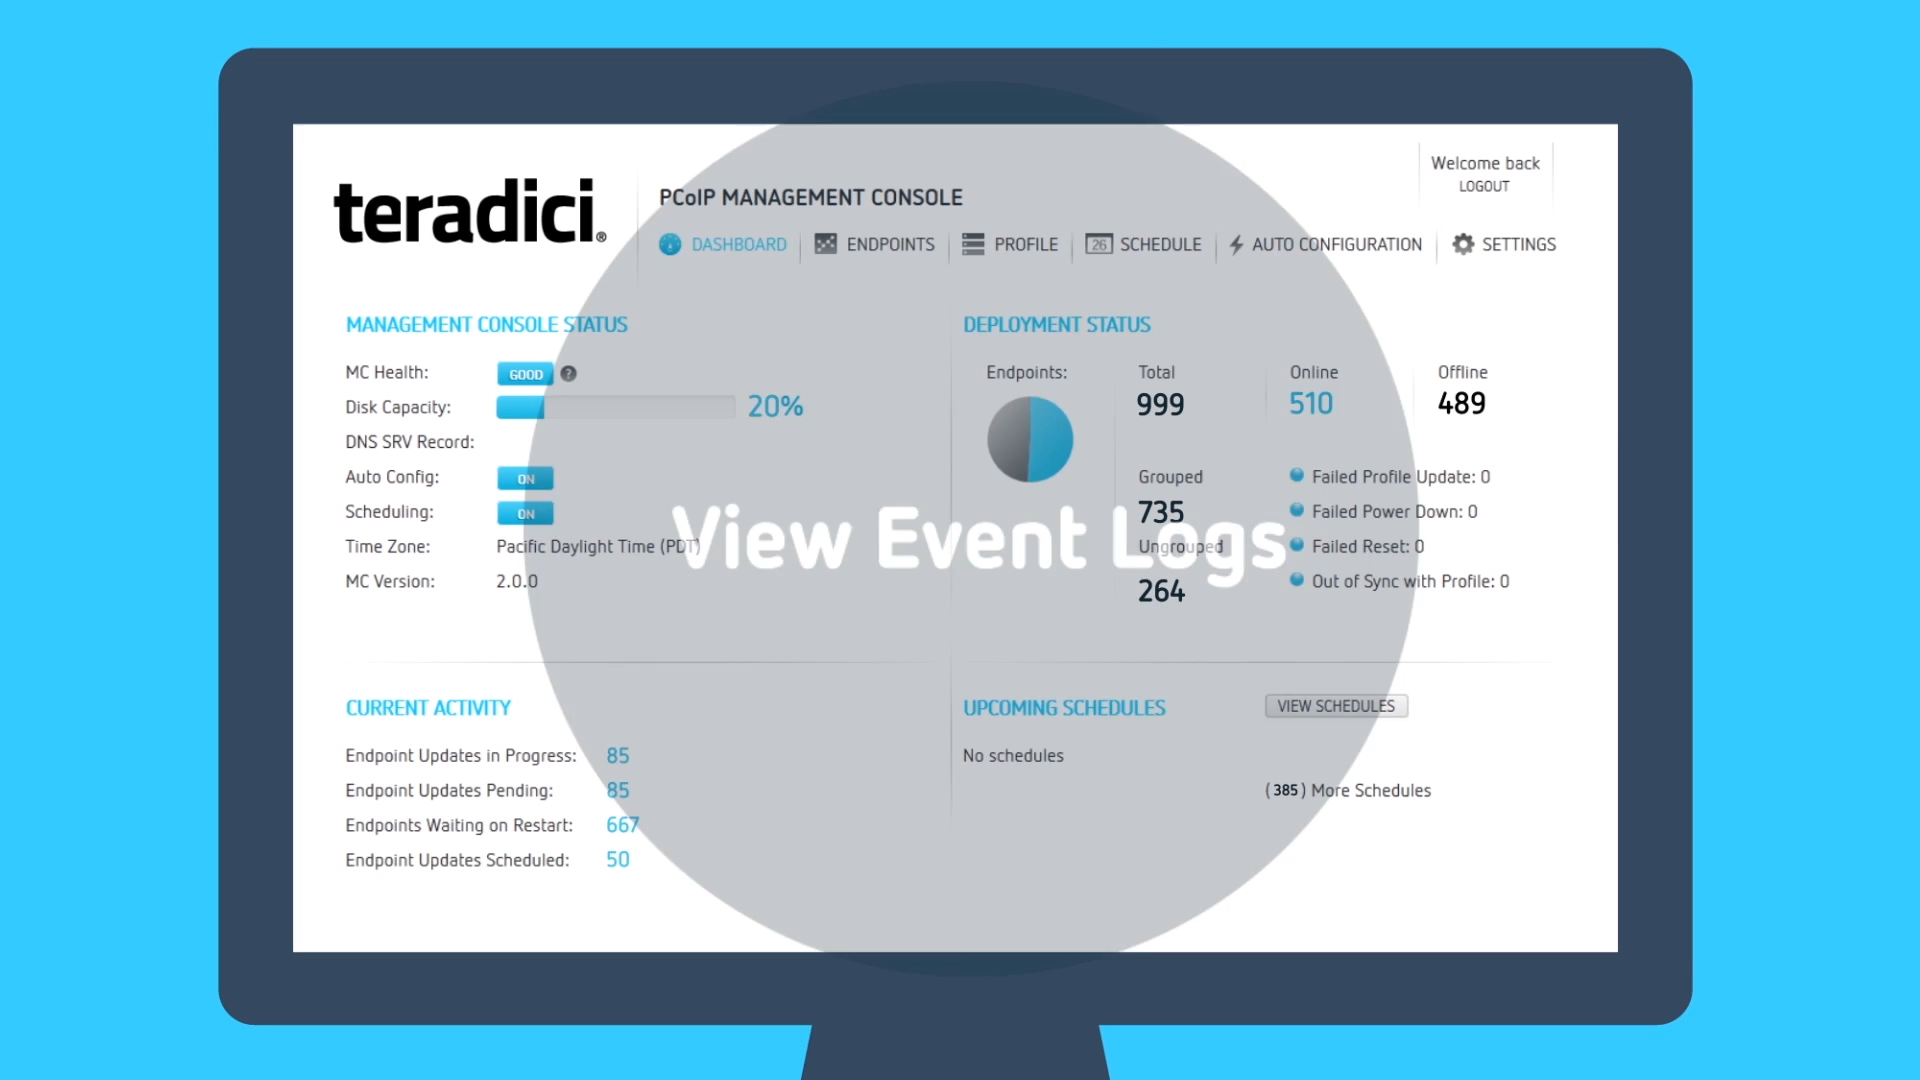 teradici®
PCoIP MANAGEMENT CONSOLE
Welcome back
LOGOUT
DASHBOARD
ENDPOINTS
PROFILE
26 SCHEDULE
AUTO CONFIGURATION
SETTINGS
MANAGEMENT CONSOLE STATUS
MC Health: GOOD ?
Disk Capacity: 20%
DNS SRV Record:
Auto Config: ON
Scheduling: ON
Time Zone: Pacific Daylight Time (PDT)
MC Version: 2.0.0
DEPLOYMENT STATUS
Endpoints:
Total
999
Online
510
Offline
489
Grouped
735
Ungrouped
264
Failed Profile Update: 0
Failed Power Down: 0
Failed Reset: 0
Out of Sync with Profile: 0
View Event Logs
CURRENT ACTIVITY
Endpoint Updates in Progress: 85
Endpoint Updates Pending: 85
Endpoints Waiting on Restart: 667
Endpoint Updates Scheduled: 50
UPCOMING SCHEDULES
VIEW SCHEDULES
No schedules
(385) More Schedules